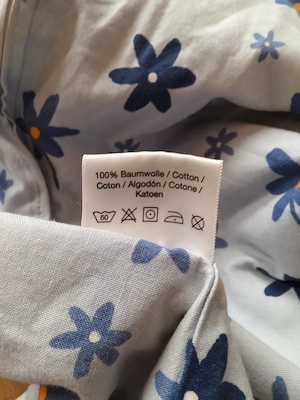 100% Baumwolle / Cotton /
Coton / Algodón / Cotone /
Katoen
60